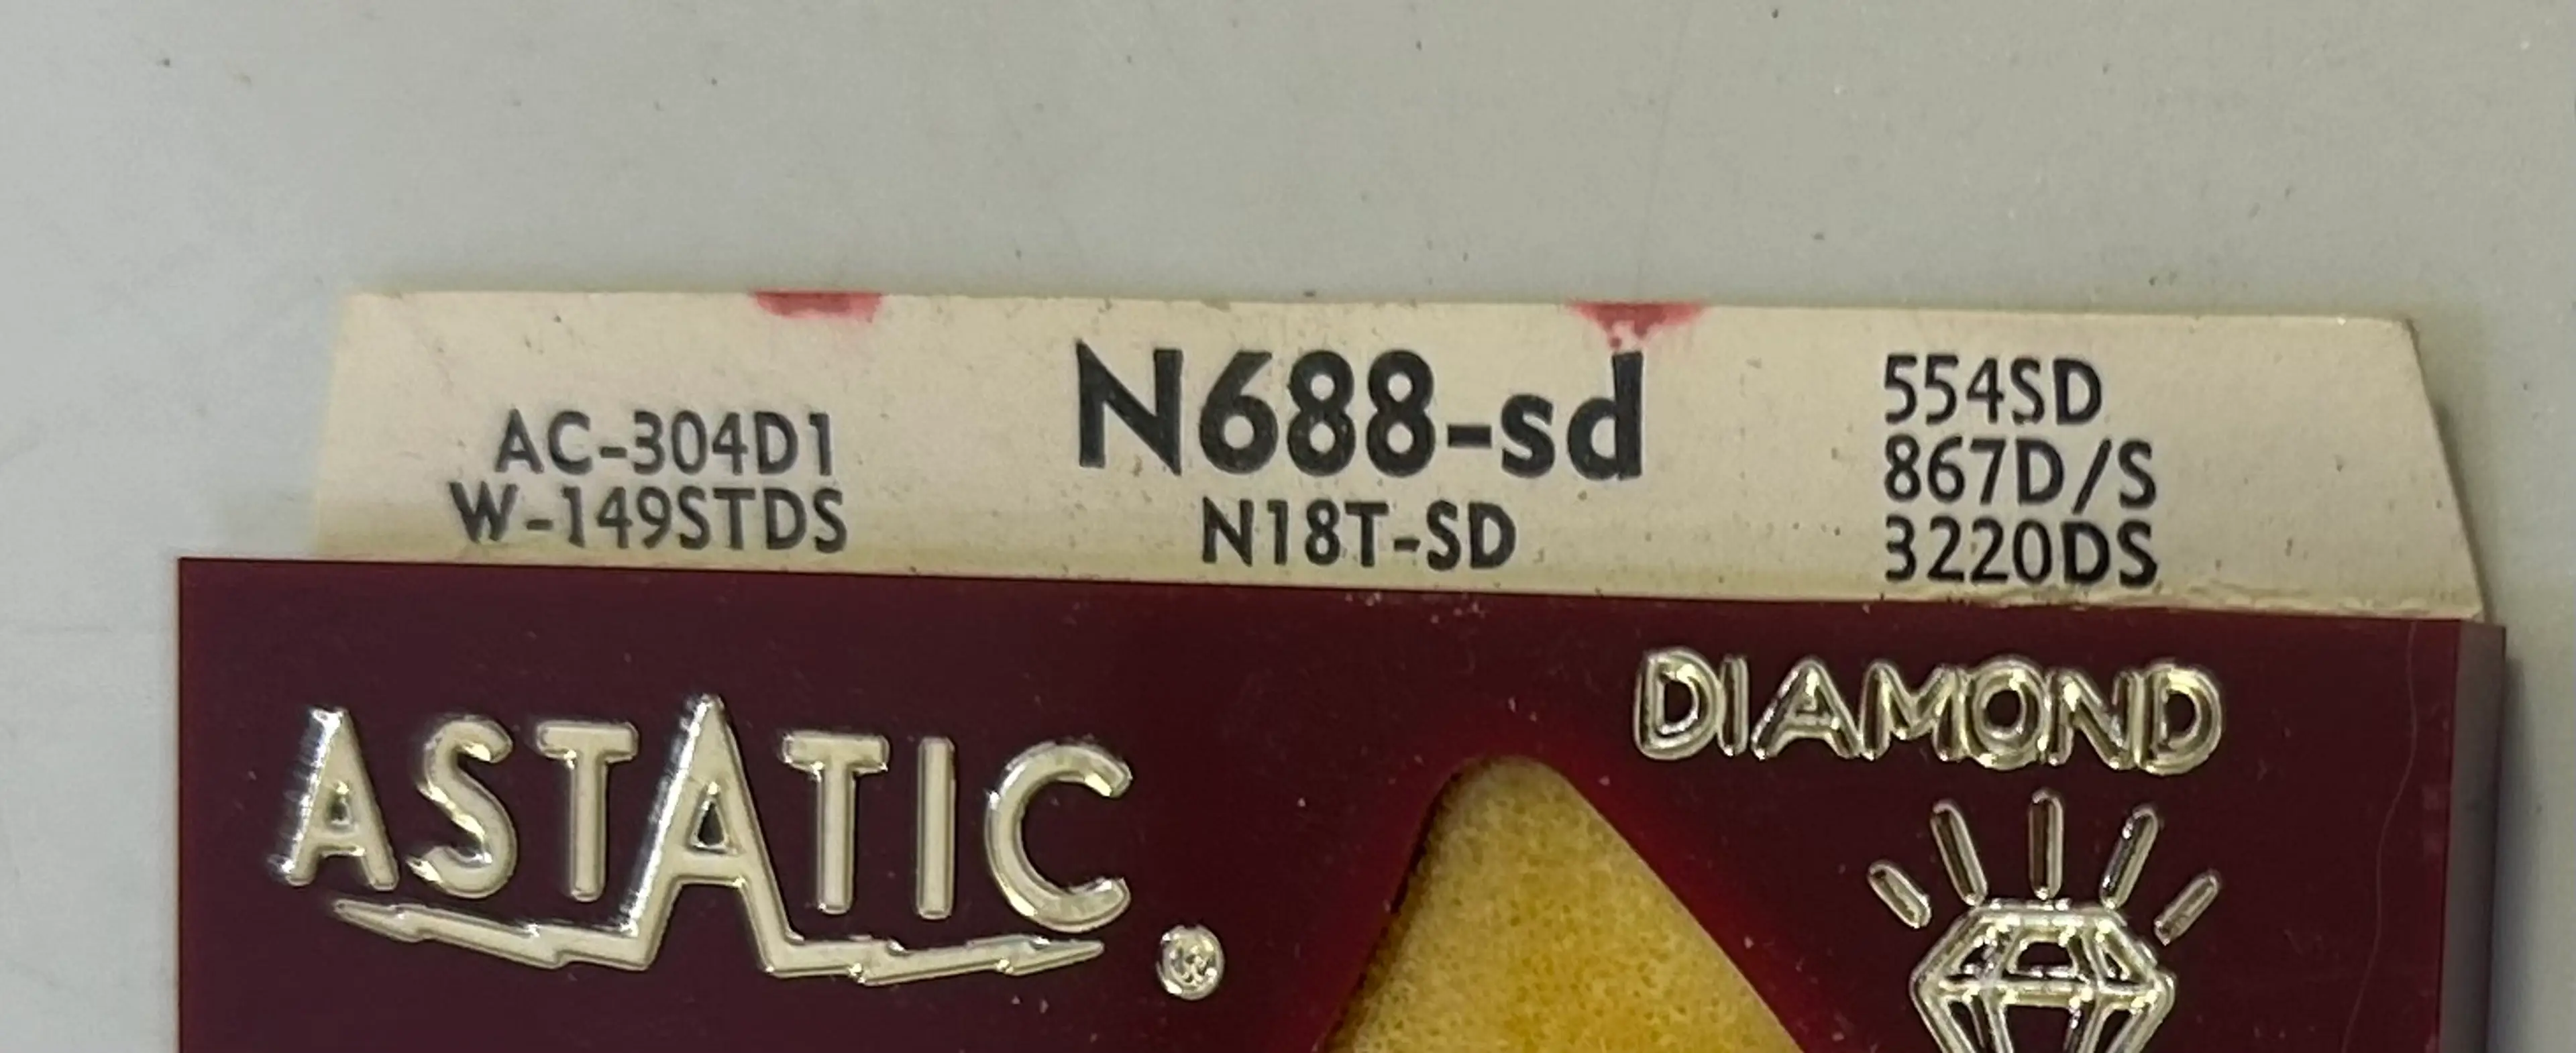 AC-304D1
W-149STDS
N688-sd
N18T-SD
554SD
867D/S
3220DS
ASTATIC®
DIAMOND